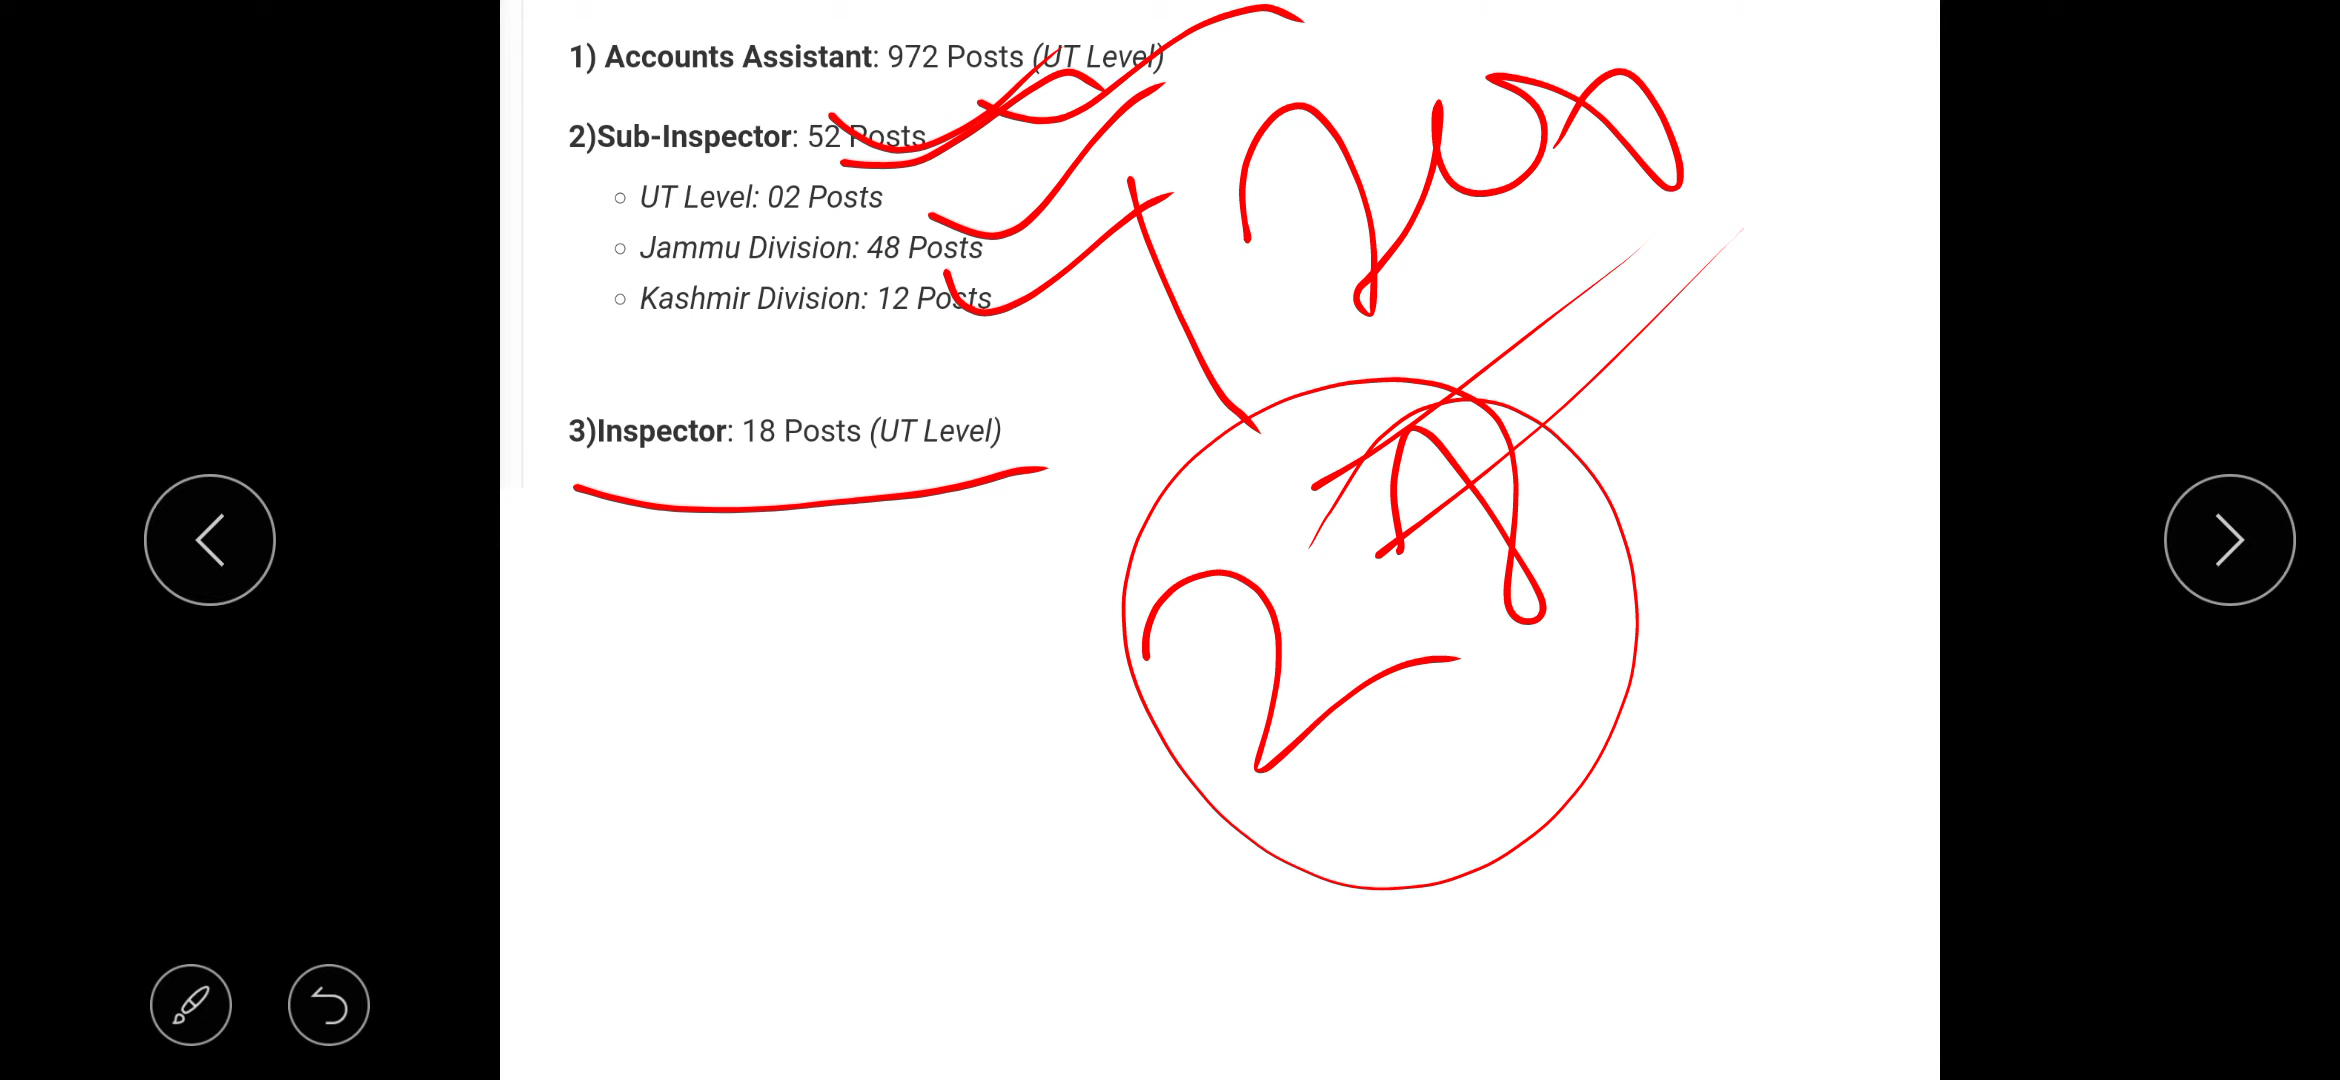 1) Accounts Assistant: 972 Posts (UT Level)
2)Sub-Inspector: 52 Posts
○ UT Level: 02 Posts
○ Jammu Division: 48 Posts
○ Kashmir Division: 12 Posts
3)Inspector: 18 Posts (UT Level)